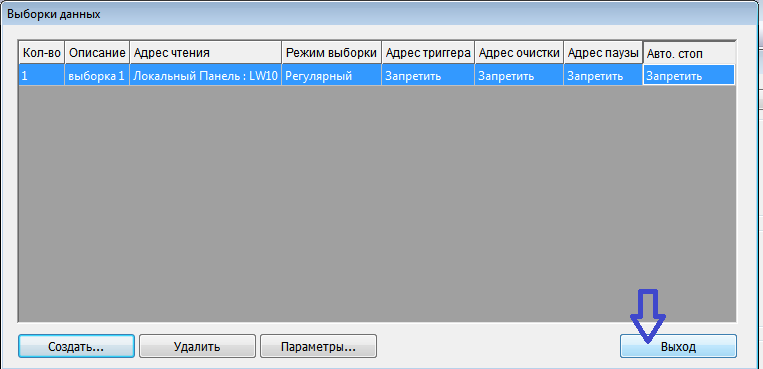 Выборки данных
Кол-во Описание Адрес чтения Режим выборки Адрес триггера Адрес очистки Адрес паузы Авто. стоп
1 выборка 1 Локальный Панель : LW10 Регулярный Запретить Запретить Запретить Запретить
Создать... Удалить Параметры... Выход